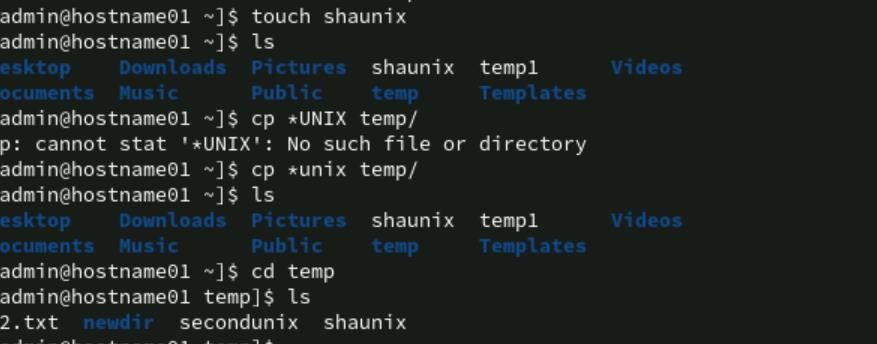 admin@hostname01 ~]$ touch shaunix
admin@hostname01 ~]$ ls
esktop Downloads Pictures shaunix temp1 Videos
ocuments Music Public temp Templates
admin@hostname01 ~]$ cp *UNIX temp/
p: cannot stat '*UNIX': No such file or directory
admin@hostname01 ~]$ cp *unix temp/
admin@hostname01 ~]$ ls
esktop Downloads Pictures shaunix temp1 Videos
ocuments Music Public temp Templates
admin@hostname01 ~]$ cd temp
admin@hostname01 temp]$ ls
2.txt newdir secondunix shaunix